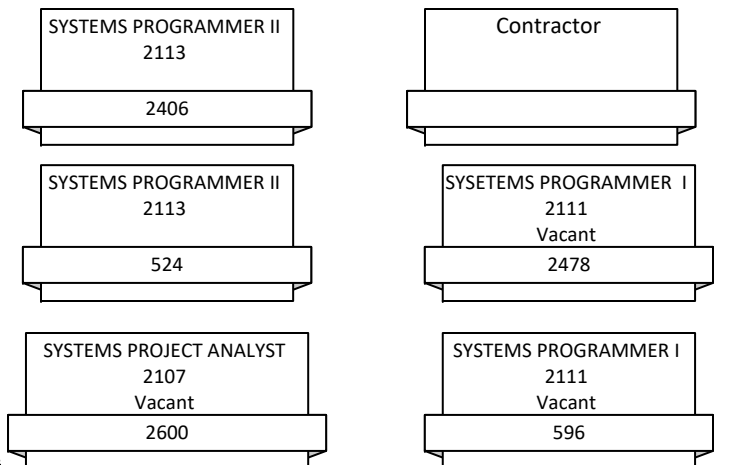 SYSTEMS PROGRAMMER II
2113
2406
Contractor
SYSTEMS PROGRAMMER II
2113
524
SYSETEMS PROGRAMMER I
2111
Vacant
2478
SYSTEMS PROJECT ANALYST
2107
Vacant
2600
SYSTEMS PROGRAMMER I
2111
Vacant
596